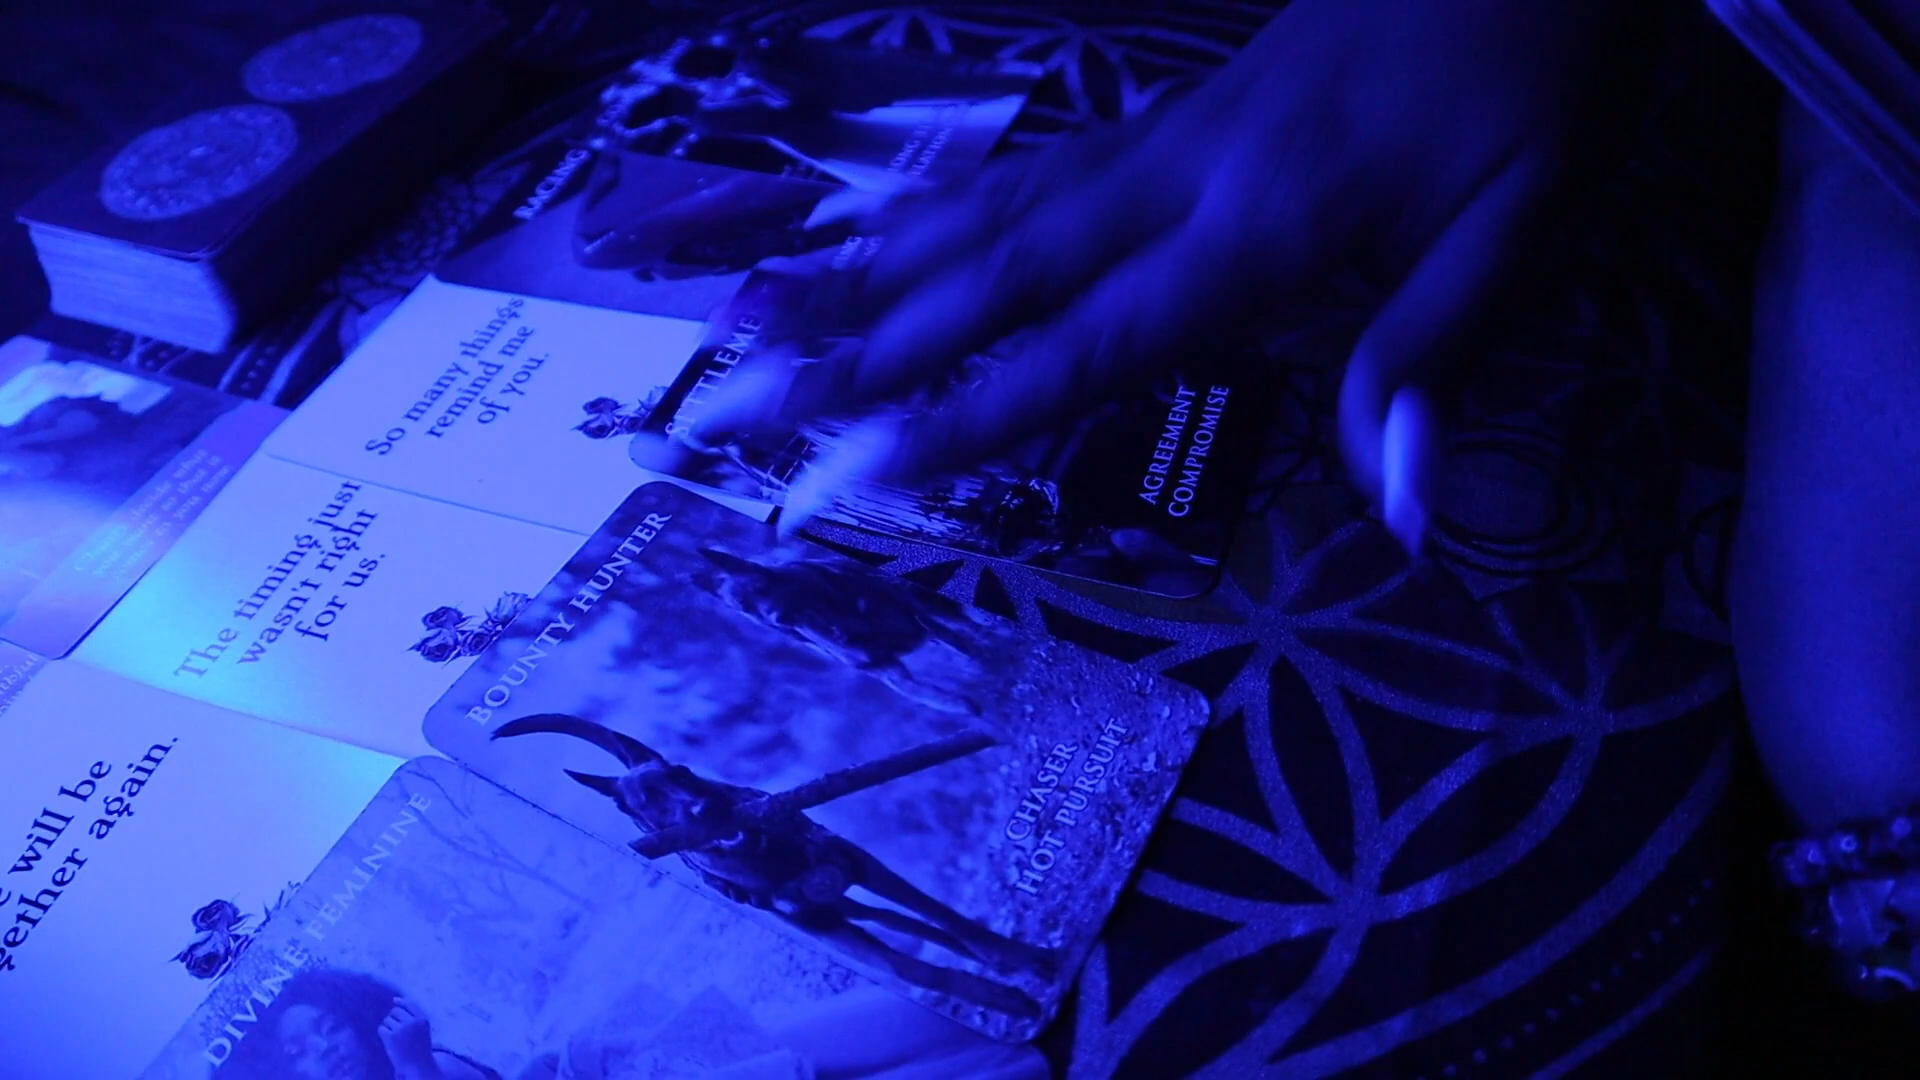 RACING
So many things
remind me
of you.
SETTLEME
AGREEMENT
COMPROMISE
The timing just
wasn't right
for us.
BOUNTY HUNTER
CHASER
HOT PURSUIT
will be
gether again.
DIVINE FEMININE